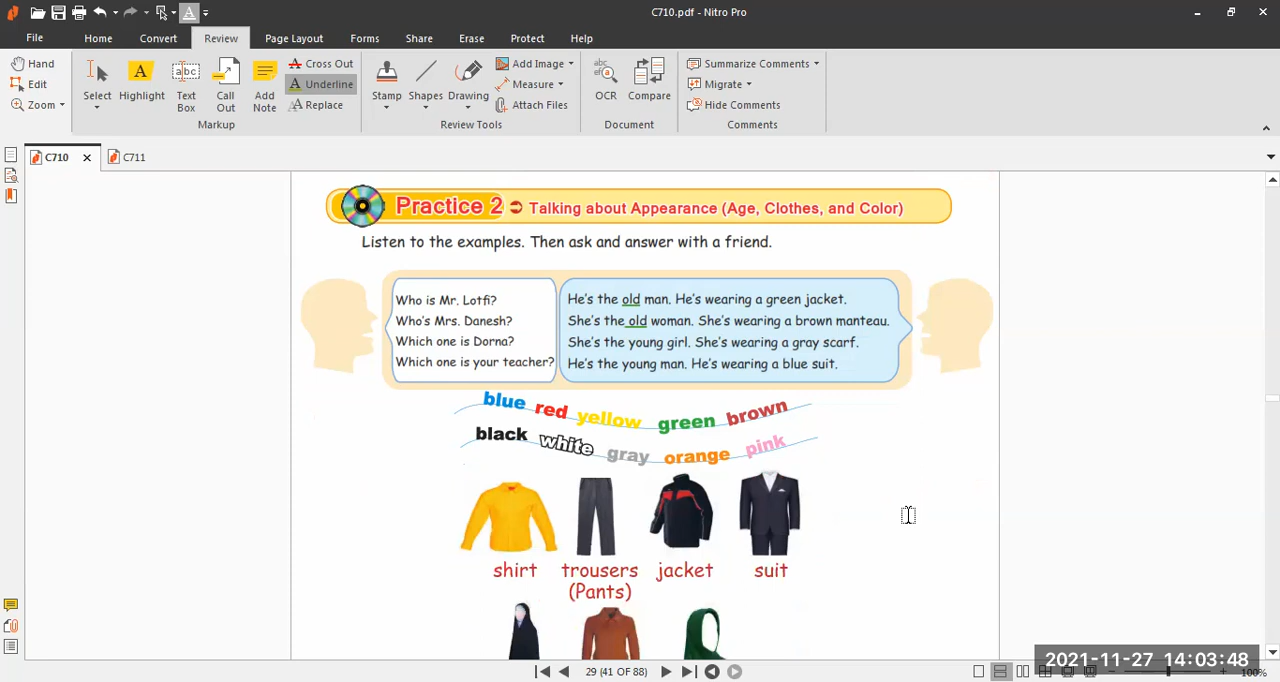 C710.pdf - Nitro Pro
File Home Convert Review Page Layout Forms Share Erase Protect Help
Hand
Edit
Zoom
Select
Highlight
Text Box
Call Out
Add Note
Cross Out
Underline
Replace
Markup
Stamp
Shapes
Drawing
Add Image
Measure
Attach Files
Review Tools
OCR
Compare
Document
Summarize Comments
Migrate
Hide Comments
Comments
C710 C711
Practice 2 Talking about Appearance (Age, Clothes, and Color)
Listen to the examples. Then ask and answer with a friend.
Who is Mr. Lotfi?
Who's Mrs. Danesh?
Which one is Dorna?
Which one is your teacher?
He's the old man. He's wearing a green jacket.
She's the old woman. She's wearing a brown manteau.
She's the young girl. She's wearing a gray scarf.
He's the young man. He's wearing a blue suit.
blue red yellow green brown
black white gray orange pink
shirt trousers jacket suit
(Pants)
29 (41 OF 88)
2021-11-27 14:03:48
100%